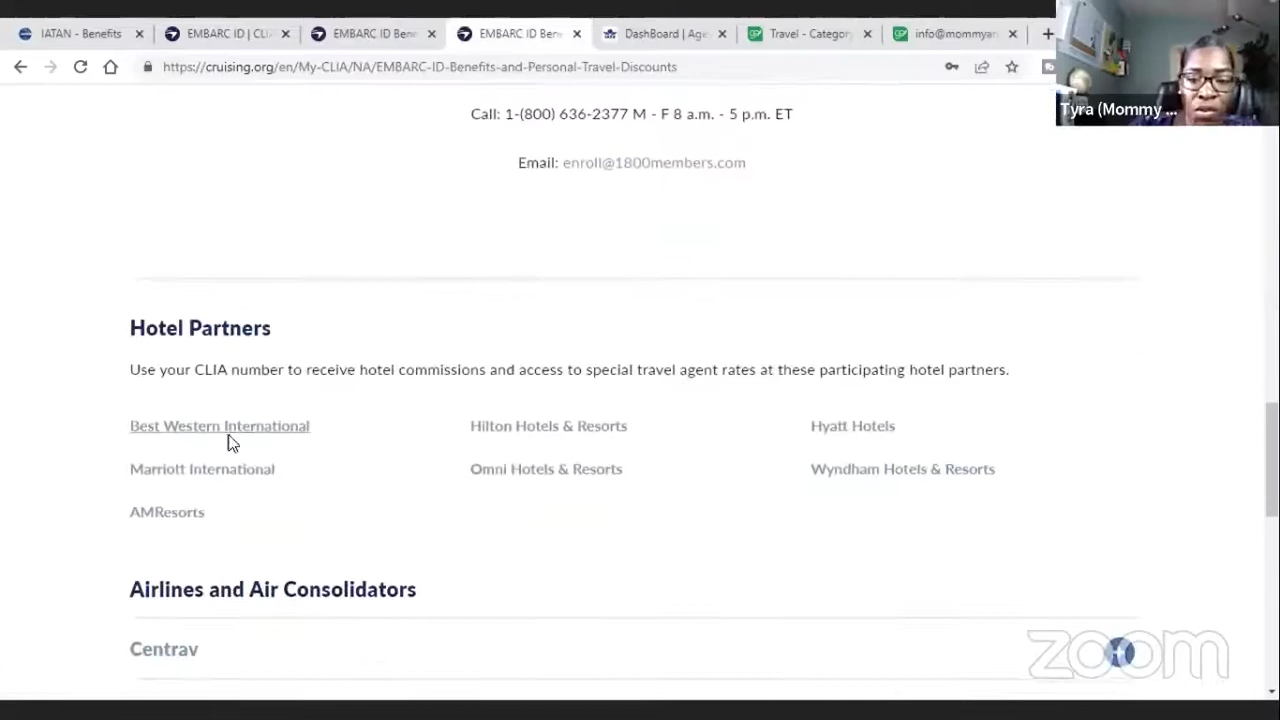 IATAN - Benefits
EMBARC ID | CLI
EMBARC ID Bene
EMBARC ID Ben
DashBoard | Age
Travel - Categor
info@mommyan
https://cruising.org/en/My-CLIA/NA/EMBARC-ID-Benefits-and-Personal-Travel-Discounts
Tyra (Mommy ...
Call: 1-(800) 636-2377 M - F 8 a.m. - 5 p.m. ET
Email: enroll@1800members.com
Hotel Partners
Use your CLIA number to receive hotel commissions and access to special travel agent rates at these participating hotel partners.
Best Western International
Hilton Hotels & Resorts
Hyatt Hotels
Marriott International
Omni Hotels & Resorts
Wyndham Hotels & Resorts
AMResorts
Airlines and Air Consolidators
Centrav
zoom